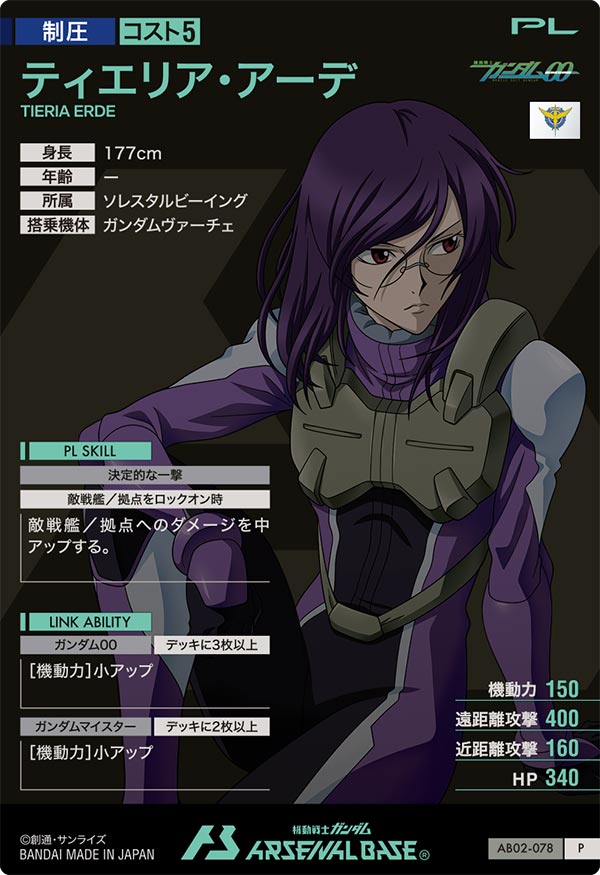 制圧 コスト5 PL
ティエリア・アーデ
TIERIA ERDE
機動戦士ガンダム00
身長 177cm
年齢 ー
所属 ソレスタルビーイング
搭乗機体 ガンダムヴァーチェ
PL SKILL
決定的な一撃
敵戦艦／拠点をロックオン時
敵戦艦／拠点へのダメージを中
アップする。
LINK ABILITY
ガンダム00 デッキに3枚以上
[機動力]小アップ
ガンダムマイスター デッキに2枚以上
[機動力]小アップ
機動力 150
遠距離攻撃 400
近距離攻撃 160
HP 340
©創通・サンライズ
BANDAI MADE IN JAPAN
機動戦士ガンダム
ARSENAL BASE®
AB02-078 P